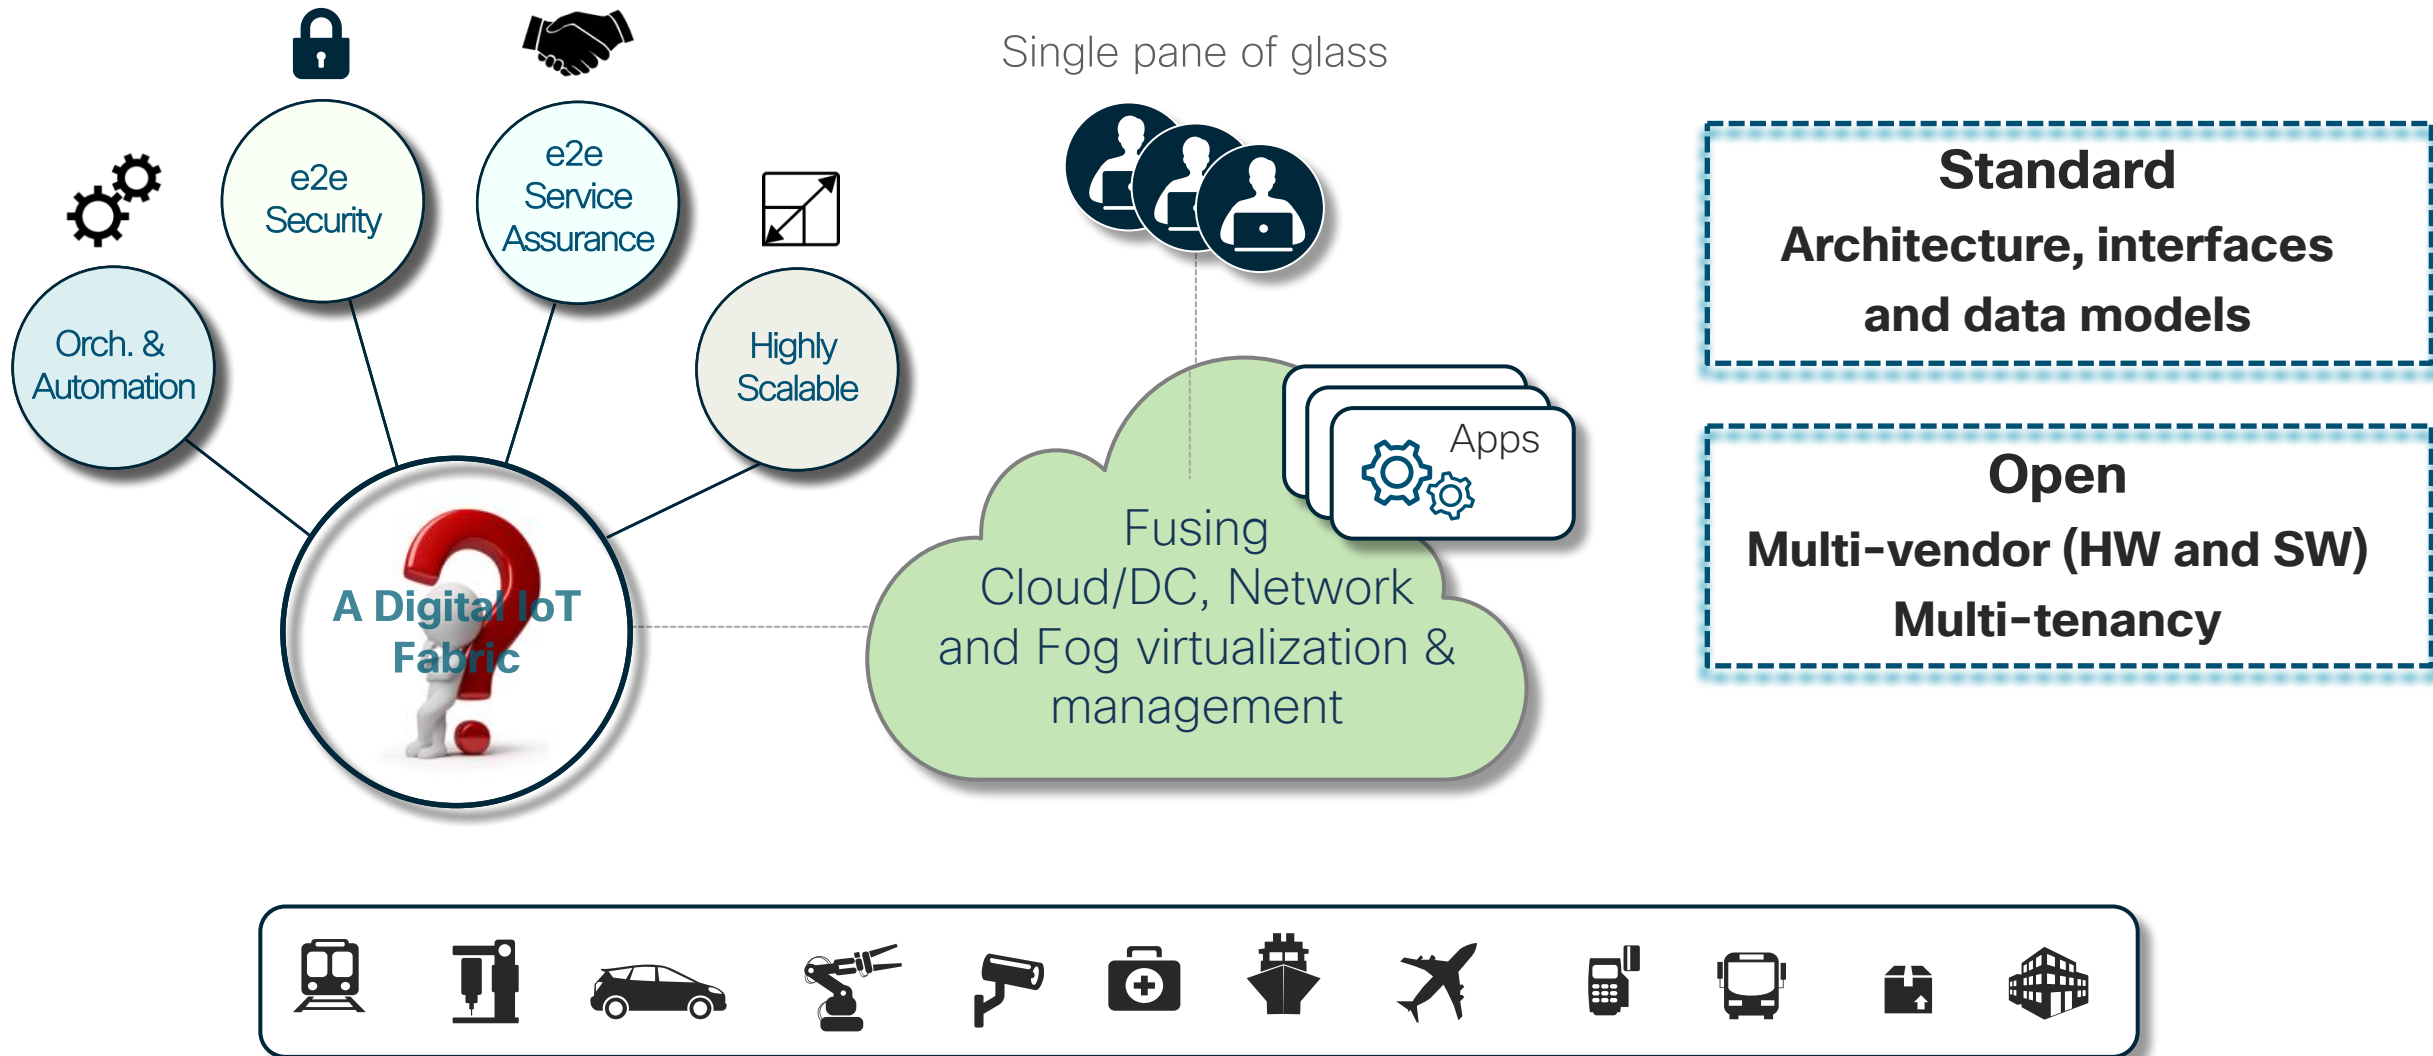 Single pane of glass
e2e
Security
e2e
Service
Assurance
Orch. &
Automation
Highly
Scalable
A Digital IoT
Fabric
Apps
Fusing
Cloud/DC, Network
and Fog virtualization &
management
Standard
Architecture, interfaces
and data models
Open
Multi-vendor (HW and SW)
Multi-tenancy